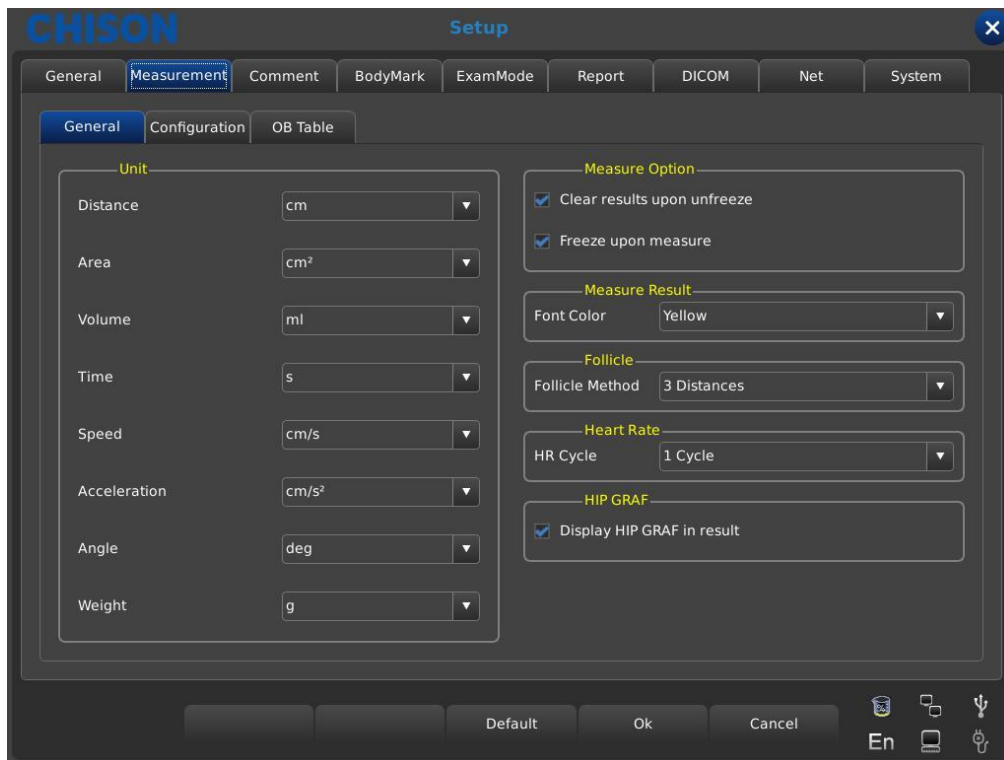 CHISON
Setup
General Measurement Comment BodyMark ExamMode Report DICOM Net System
General Configuration OB Table
Unit
Distance cm
Area cm²
Volume ml
Time s
Speed cm/s
Acceleration cm/s²
Angle deg
Weight g
Measure Option
Clear results upon unfreeze
Freeze upon measure
Measure Result
Font Color Yellow
Follicle
Follicle Method 3 Distances
Heart Rate
HR Cycle 1 Cycle
HIP GRAF
Display HIP GRAF in result
Default Ok Cancel
En